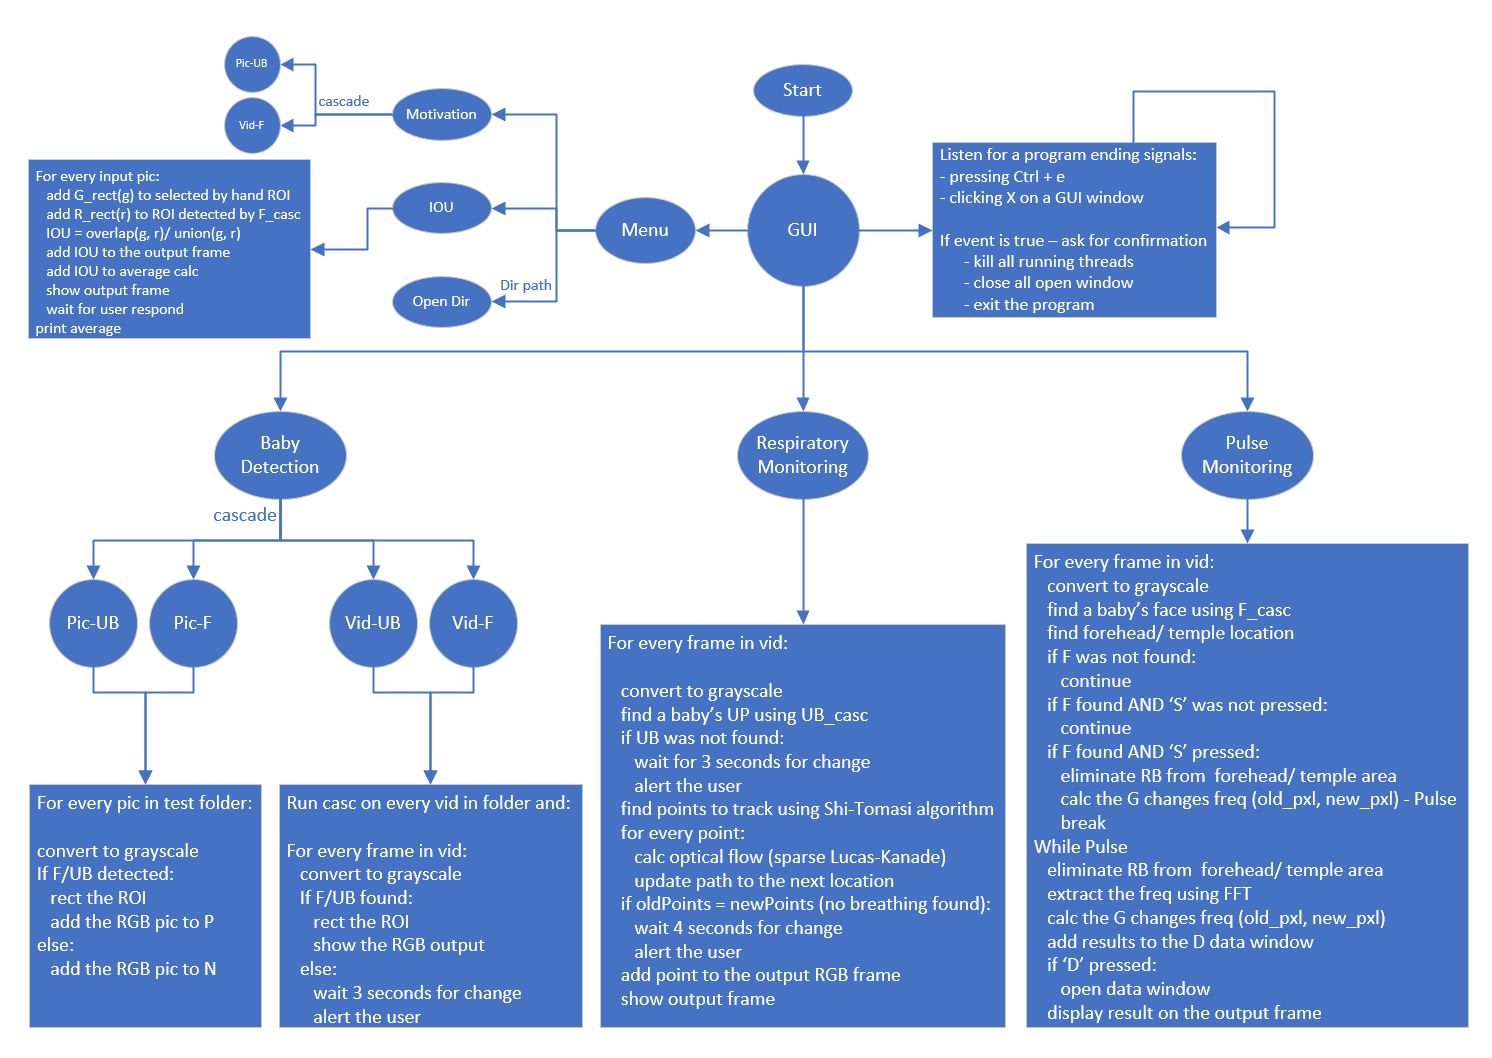 Start
GUI
Menu
Motivation
cascade
Pic-UB
Vid-F
IOU
For every input pic:
add G_rect(g) to selected by hand ROI
add R_rect(r) to ROI detected by F_casc
IOU = overlap(g, r)/ union(g, r)
add IOU to the output frame
add IOU to average calc
show output frame
wait for user respond
print average
Dir path
Open Dir
Listen for a program ending signals:
- pressing Ctrl + e
- clicking X on a GUI window
If event is true – ask for confirmation
- kill all running threads
- close all open window
- exit the program
Baby
Detection
cascade
Pic-UB
Pic-F
Vid-UB
Vid-F
For every pic in test folder:
convert to grayscale
If F/UB detected:
rect the ROI
add the RGB pic to P
else:
add the RGB pic to N
Run casc on every vid in folder and:
For every frame in vid:
convert to grayscale
If F/UB found:
rect the ROI
show the RGB output
else:
wait 3 seconds for change
alert the user
Respiratory
Monitoring
For every frame in vid:
convert to grayscale
find a baby’s UP using UB_casc
if UB was not found:
wait for 3 seconds for change
alert the user
find points to track using Shi-Tomasi algorithm
for every point:
calc optical flow (sparse Lucas-Kanade)
update path to the next location
if oldPoints = newPoints (no breathing found):
wait 4 seconds for change
alert the user
add point to the output RGB frame
show output frame
Pulse
Monitoring
For every frame in vid:
convert to grayscale
find a baby’s face using F_casc
find forehead/ temple location
if F was not found:
continue
if F found AND ‘S’ was not pressed:
continue
if F found AND ‘S’ pressed:
eliminate RB from forehead/ temple area
calc the G changes freq (old_pxl, new_pxl) - Pulse
break
While Pulse
eliminate RB from forehead/ temple area
extract the freq using FFT
calc the G changes freq (old_pxl, new_pxl)
add results to the D data window
if ‘D’ pressed:
open data window
display result on the output frame